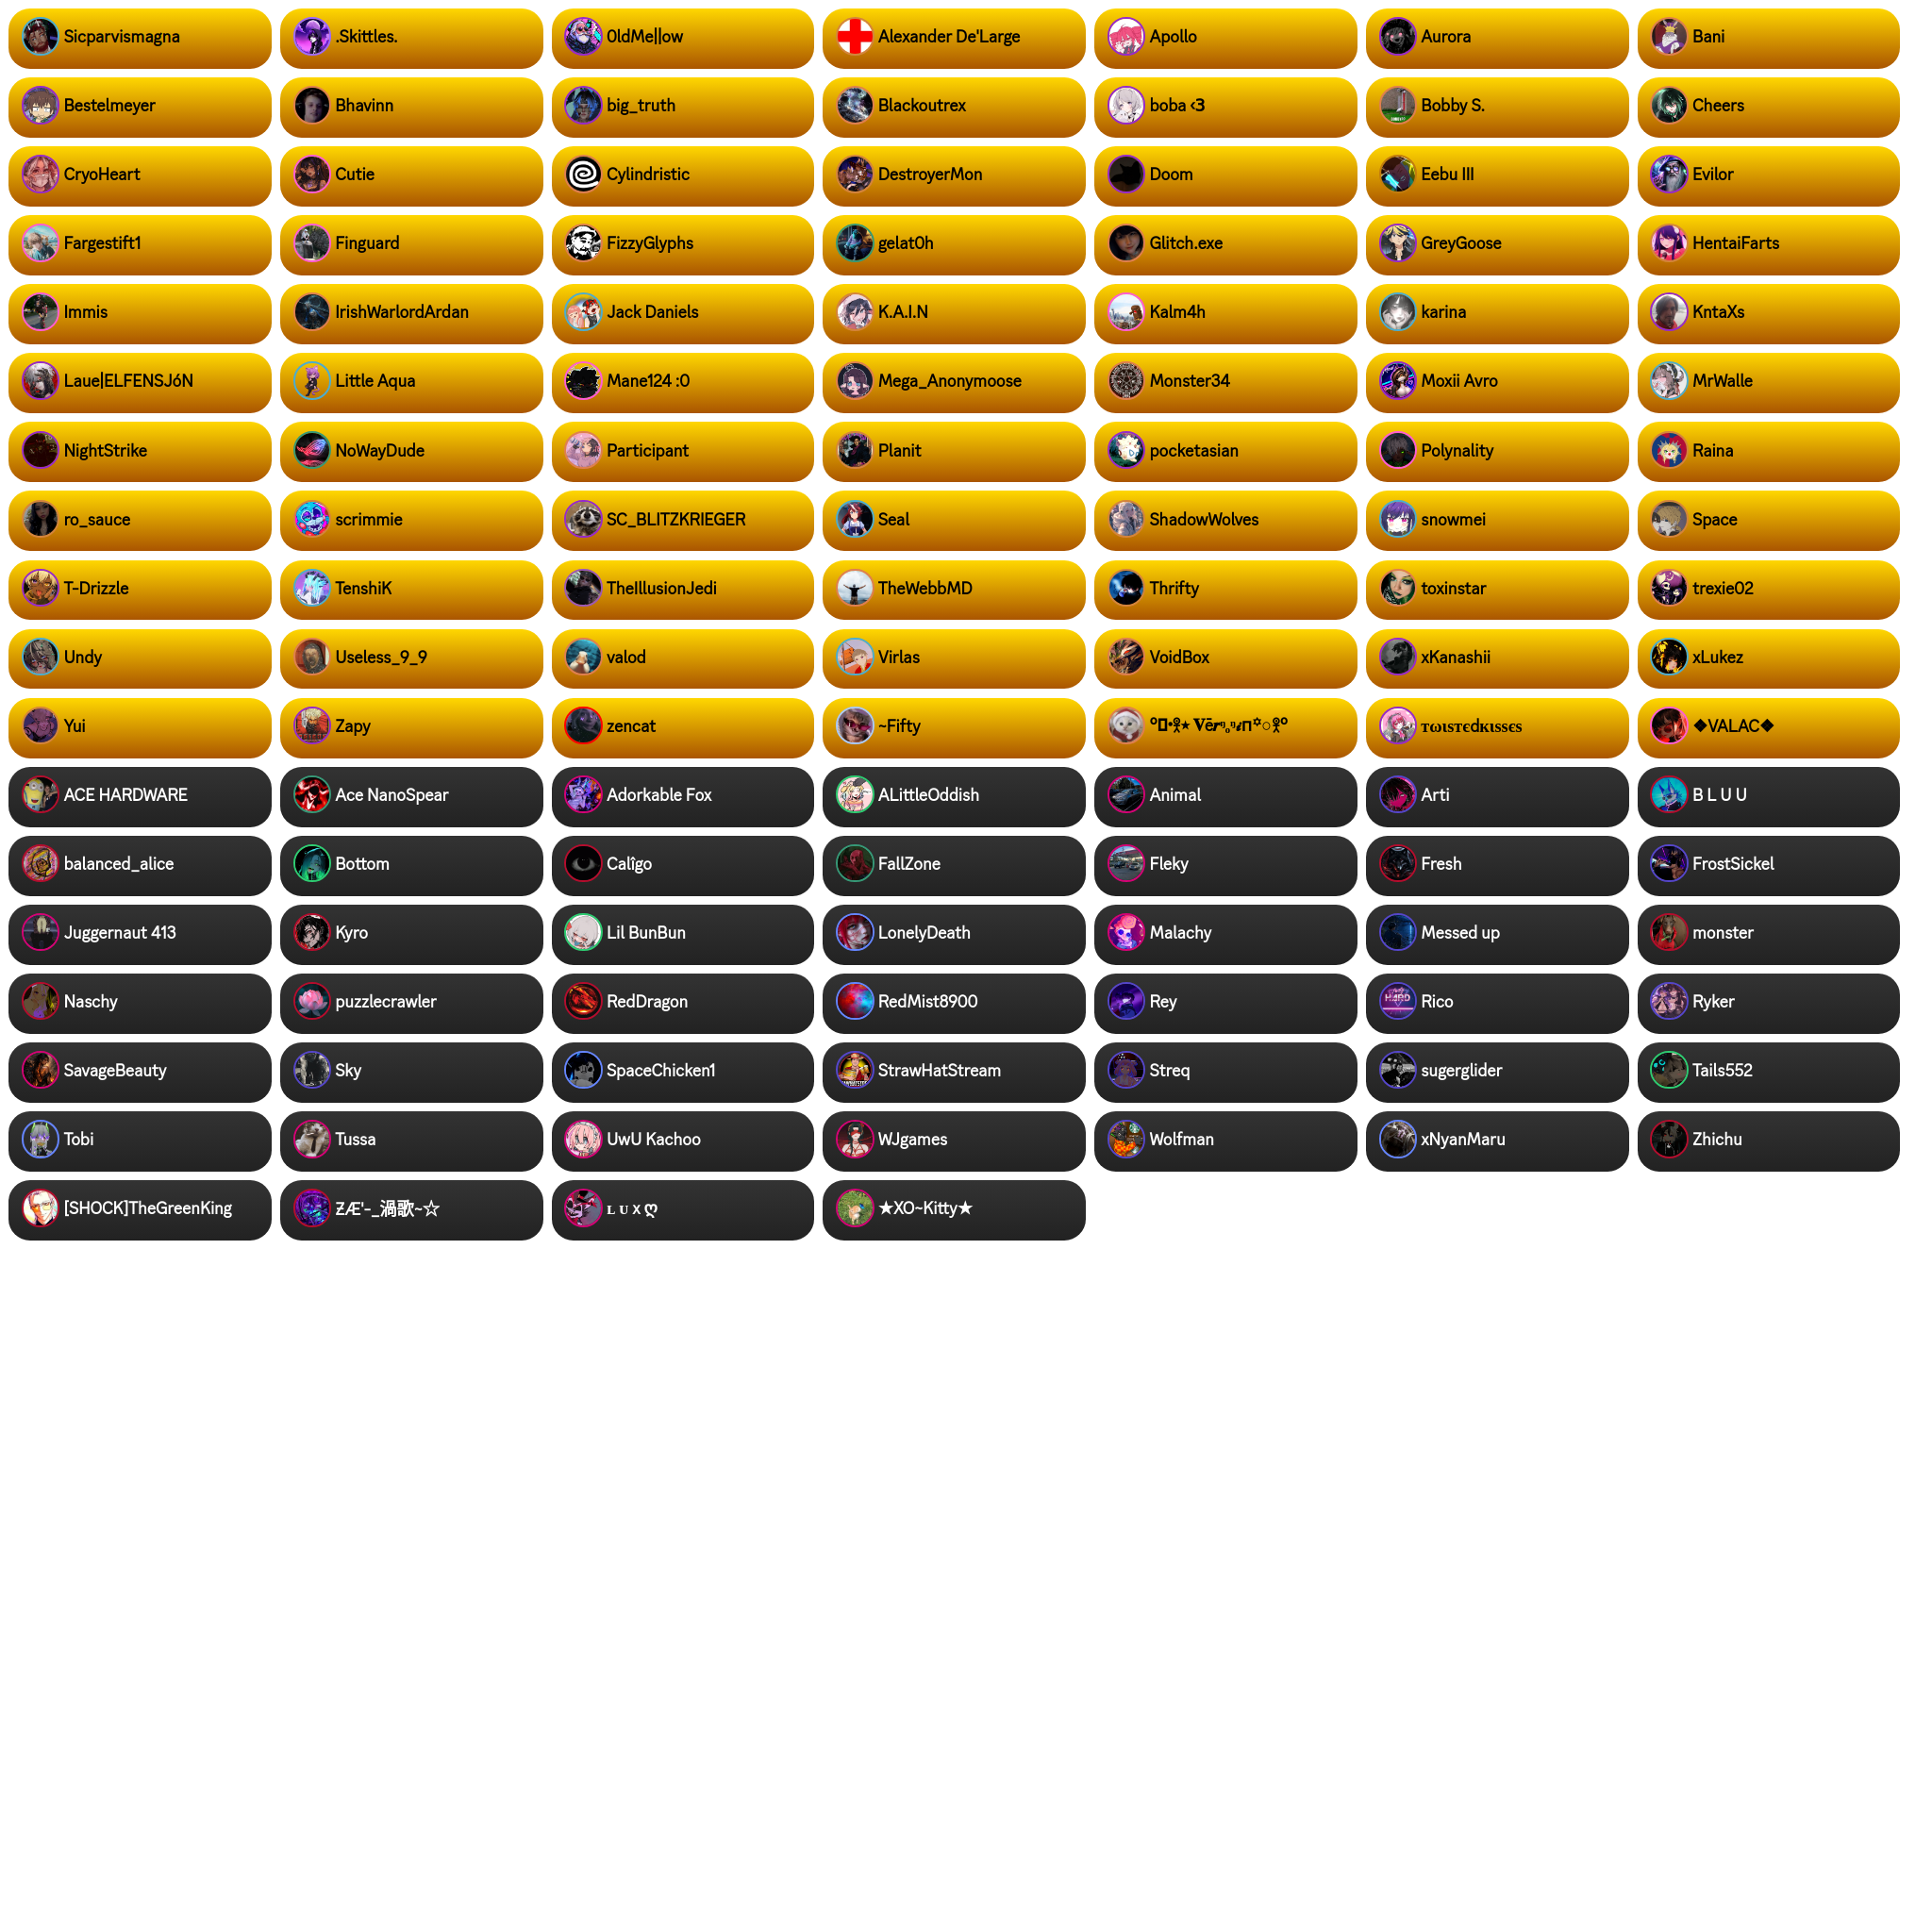 Sicparvismagna
.Skittles.
0ldMe||ow
Alexander De'Large
Apollo
Aurora
Bani
Bestelmeyer
Bhavinn
big_truth
Blackoutrex
boba <3
Bobby S.
Cheers
CryoHeart
Cutie
Cylindristic
DestroyerMon
Doom
Eebu III
Evilor
Fargestift1
Finguard
FizzyGlyphs
gelat0h
Glitch.exe
GreyGoose
HentaiFarts
Immis
IrishWarlordArdan
Jack Daniels
K.A.I.N
Kalm4h
karina
KntaXs
Laue|ELFENSJóN
Little Aqua
Mane124 :0
Mega_Anonymoose
Monster34
Moxii Avro
MrWalle
NightStrike
NoWayDude
Participant
Planit
pocketasian
Polynality
Raina
ro_sauce
scrimmie
SC_BLITZKRIEGER
Seal
ShadowWolves
snowmei
Space
T-Drizzle
TenshiK
TheIllusionJedi
TheWebbMD
Thrifty
toxinstar
trexie02
Undy
Useless_9_9
valod
Virlas
VoidBox
xKanashii
xLukez
Yui
Zapy
zencat
~Fifty
тωιsтєdкιssєs
❖VALAC❖
ACE HARDWARE
Ace NanoSpear
Adorkable Fox
ALittleOddish
Animal
Arti
B L U U
balanced_alice
Bottom
Calîgo
FallZone
Fleky
Fresh
FrostSickel
Juggernaut 413
Kyro
Lil BunBun
LonelyDeath
Malachy
Messed up
monster
Naschy
puzzlecrawler
RedDragon
RedMist8900
Rey
Rico
Ryker
SavageBeauty
Sky
SpaceChicken1
StrawHatStream
Streq
sugerglider
Tails552
Tobi
Tussa
UwU Kachoo
WJgames
Wolfman
xNyanMaru
Zhichu
[SHOCK]TheGreenKing
ƵÆ'-_渦歌~☆
ʟ ᴜ x ღ
★XO~Kitty★